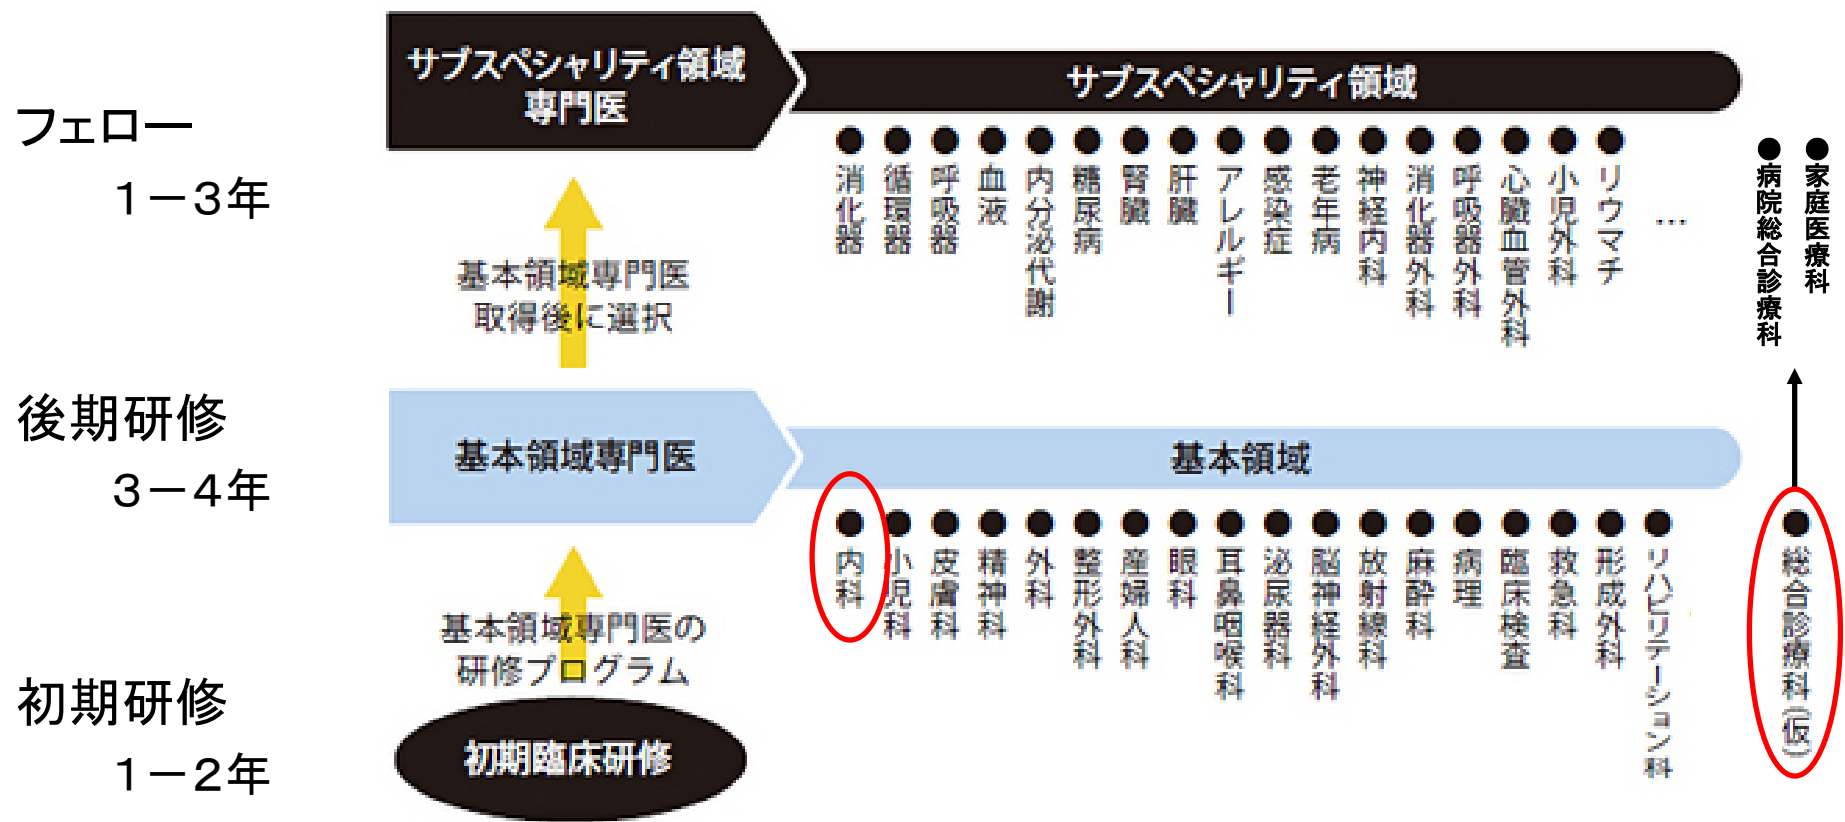 サブスペシャリティ領域
専門医
サブスペシャリティ領域
フェロー
1－3年
●消化器
●循環器
●呼吸器
●血液
●内分泌代謝
●糖尿病
●腎臓
●肝臓
●アレルギー
●感染症
●老年病
●神経内科
●消化器外科
●呼吸器外科
●心臓血管外科
●小児外科
●リウマチ
…
●病院総合診療科
●家庭医療科
基本領域専門医
取得後に選択
後期研修
3－4年
基本領域専門医
基本領域
●内科
●小児科
●皮膚科
●精神科
●外科
●整形外科
●産婦人科
●眼科
●耳鼻咽喉科
●泌尿器科
●脳神経外科
●放射線科
●麻酔科
●病理
●臨床検査
●救急科
●形成外科
●リハビリテーション科
●総合診療科(仮)
基本領域専門医の
研修プログラム
初期研修
1－2年
初期臨床研修